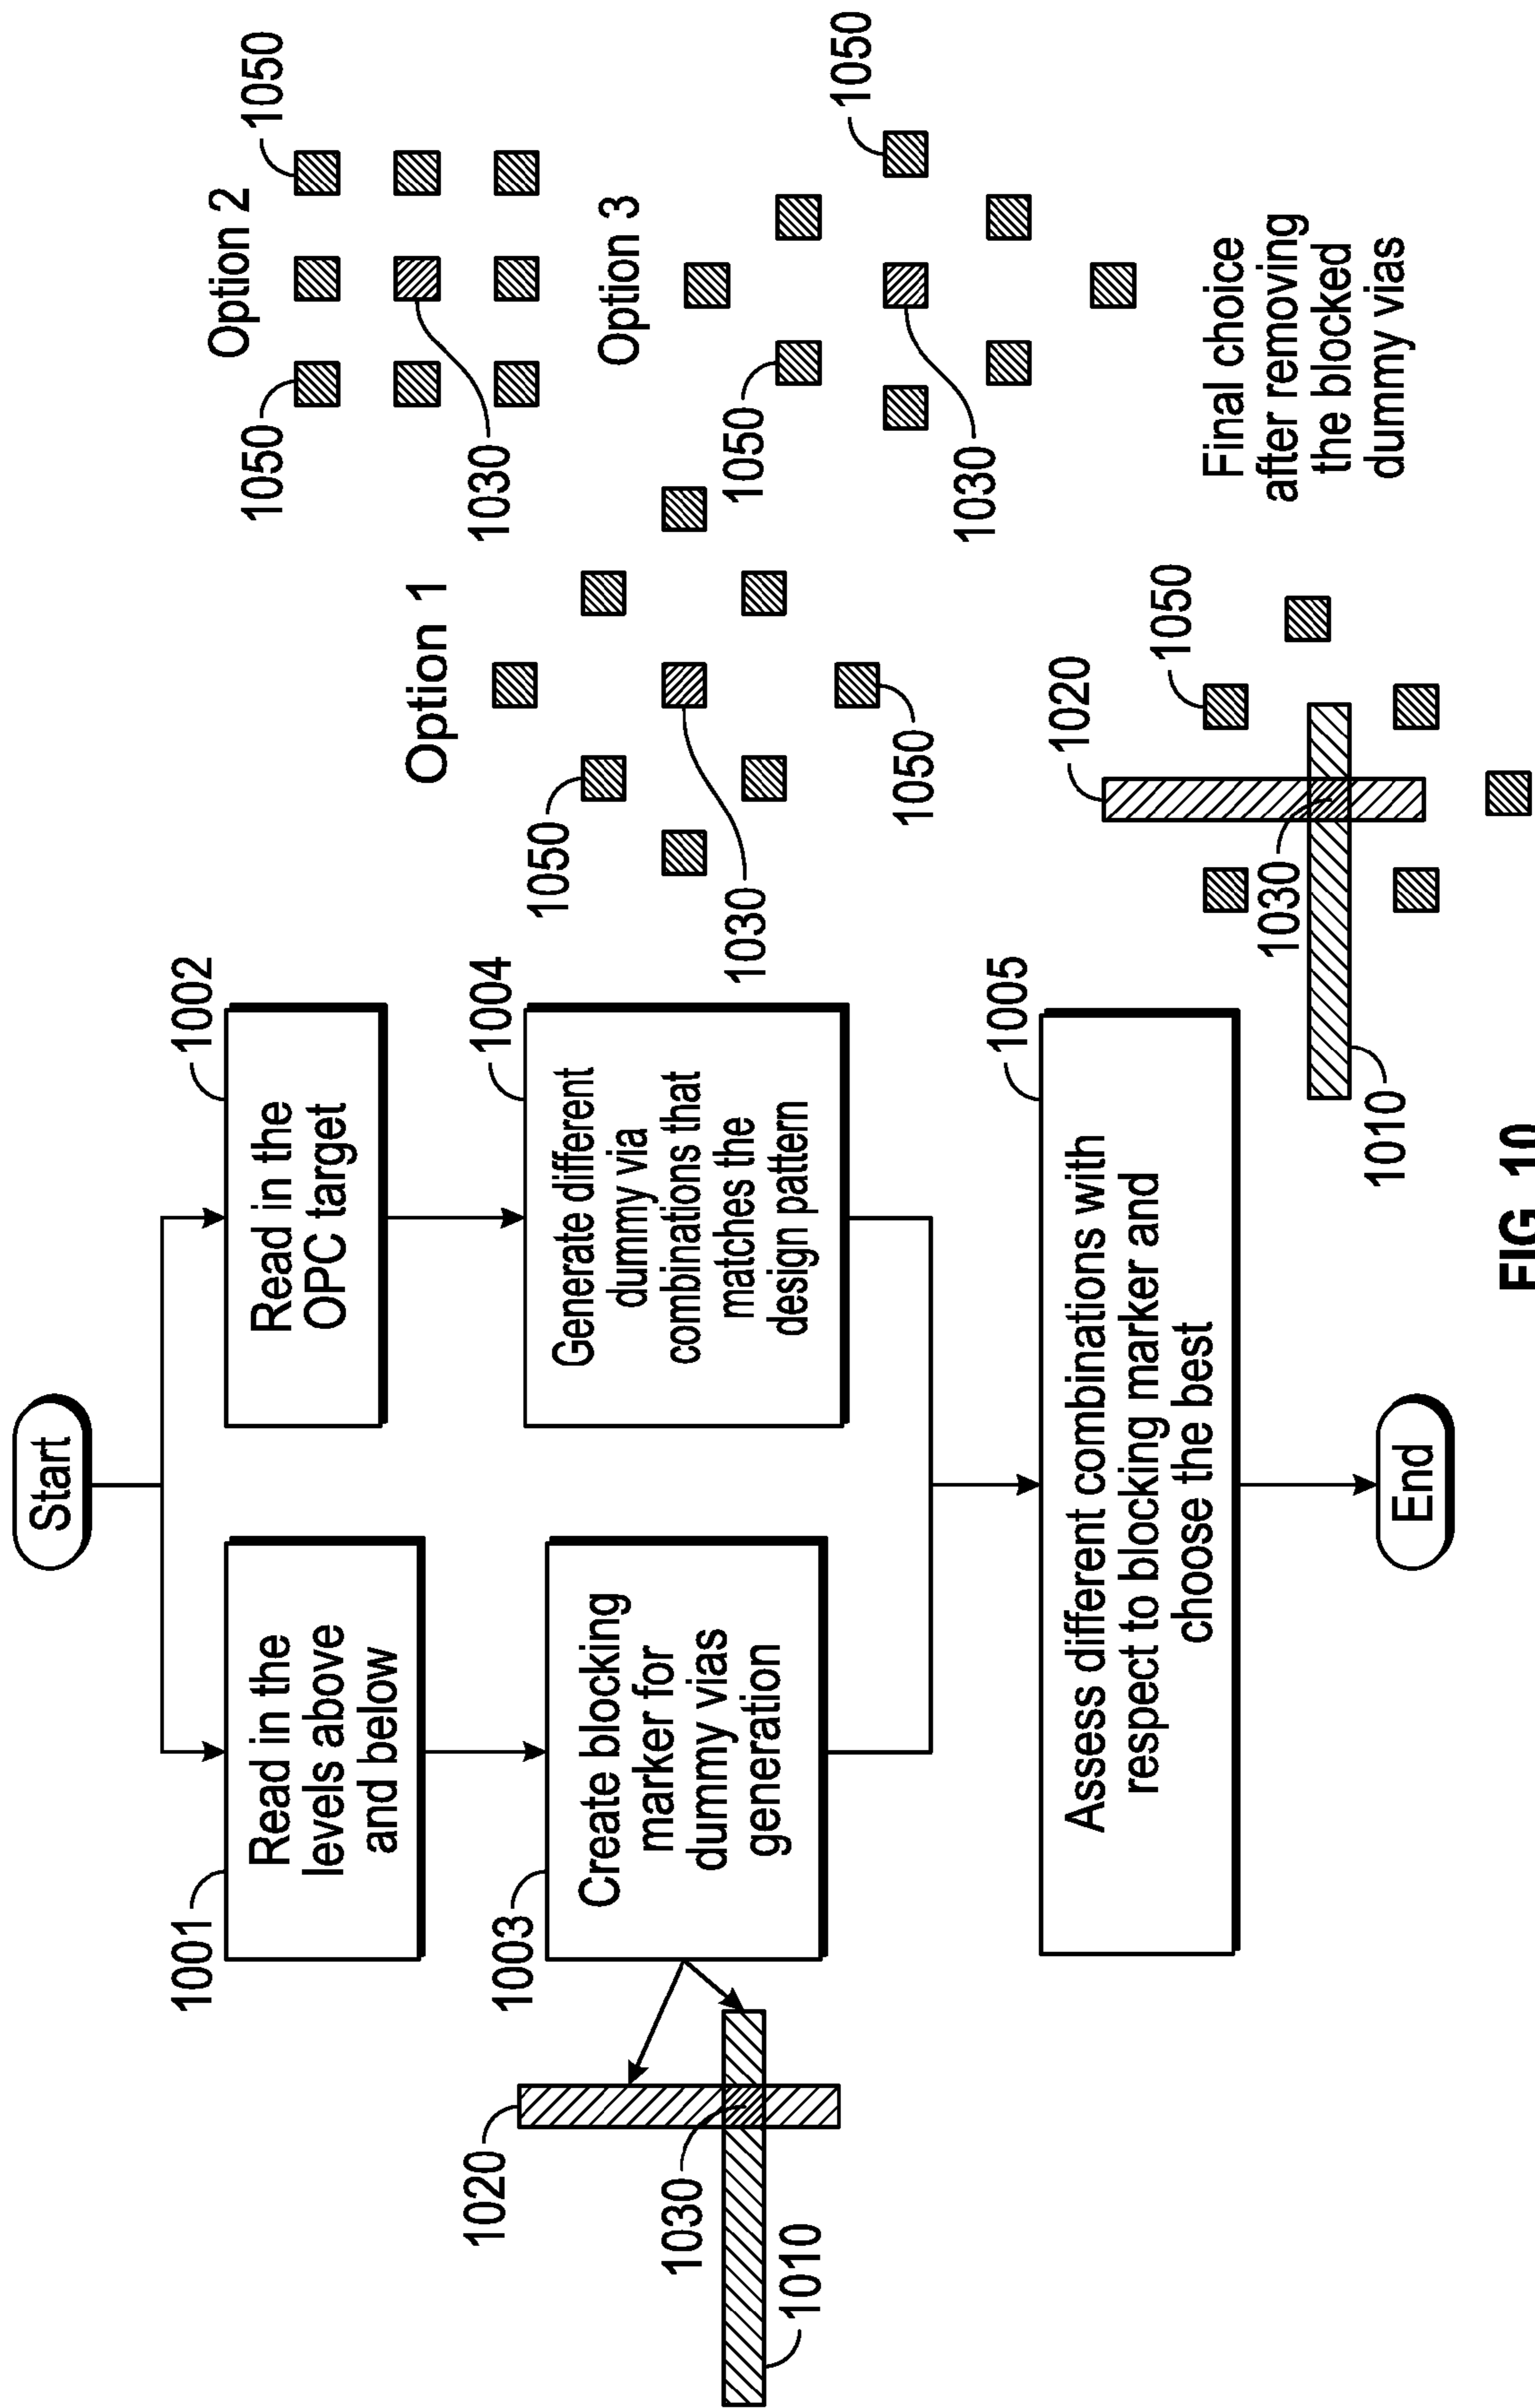 Start
1001
Read in the
levels above
and below
1002
Read in the
OPC target
1003
Create blocking
marker for
dummy vias
generation
1004
Generate different
dummy via
combinations that
matches the
design pattern
1020
1030
1010
1005
Assess different combinations with
respect to blocking marker and
choose the best
End
Option 1
1050
1030
1050
Option 2
1050
1050
1030
Option 3
1050
1050
1030
Final choice
after removing
the blocked
dummy vias
1020
1050
1030
1010
FIG. 10